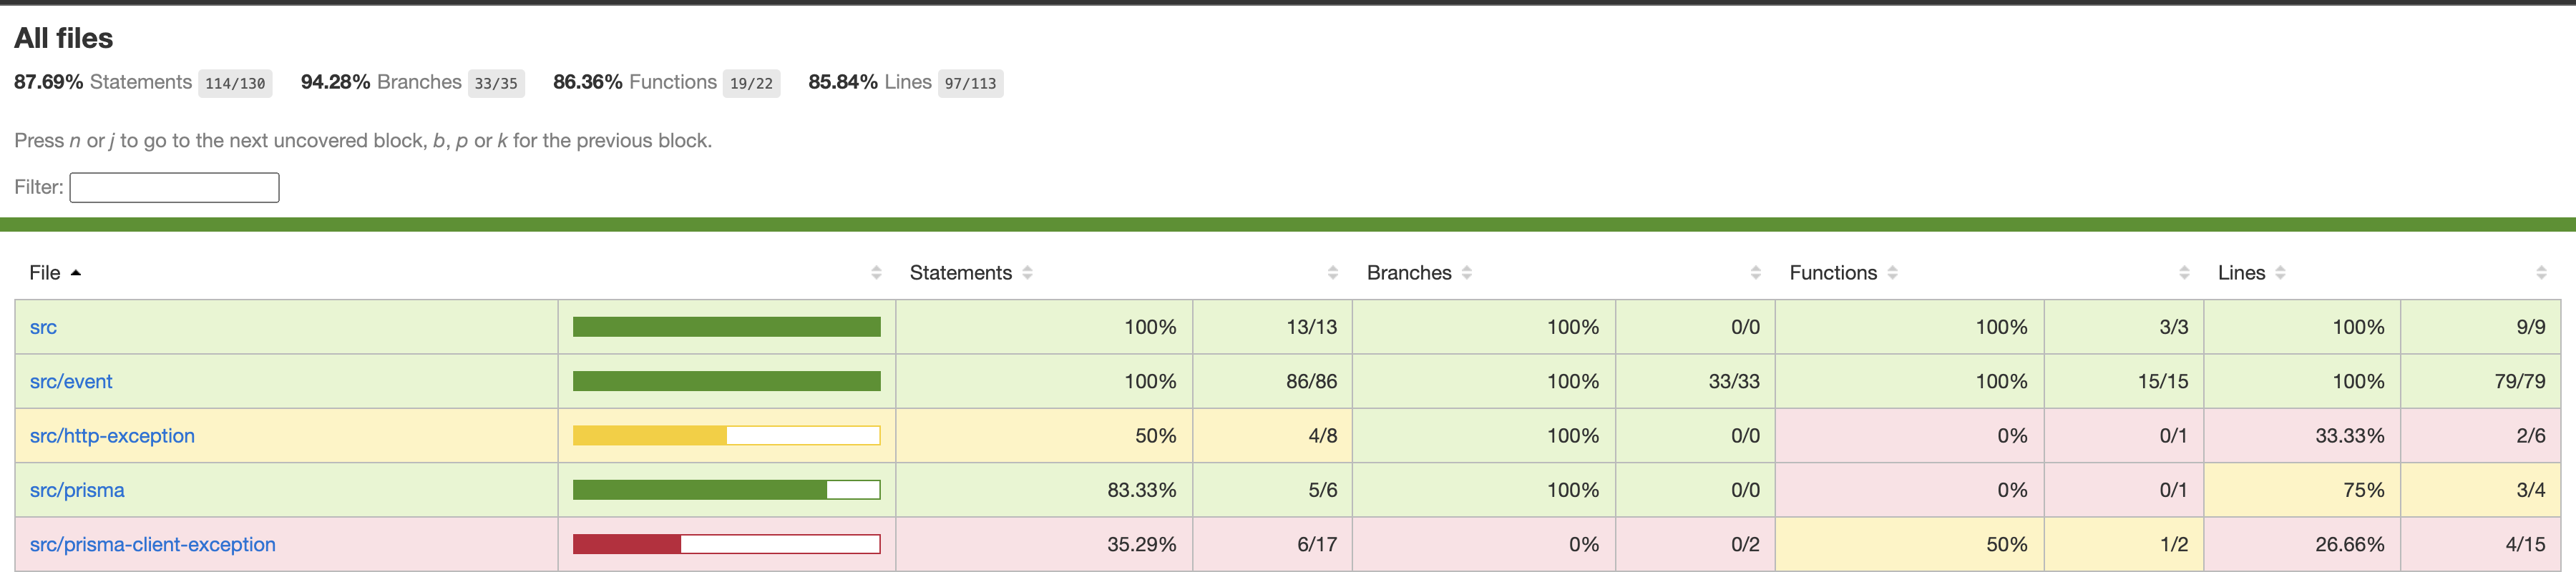 All files
87.69% Statements 114/130 94.28% Branches 33/35 86.36% Functions 19/22 85.84% Lines 97/113
Press n or j to go to the next uncovered block, b, p or k for the previous block.
Filter:
File Statements Branches Functions Lines
src 100% 13/13 100% 0/0 100% 3/3 100% 9/9
src/event 100% 86/86 100% 33/33 100% 15/15 100% 79/79
src/http-exception 50% 4/8 100% 0/0 0% 0/1 33.33% 2/6
src/prisma 83.33% 5/6 100% 0/0 0% 0/1 75% 3/4
src/prisma-client-exception 35.29% 6/17 0% 0/2 50% 1/2 26.66% 4/15